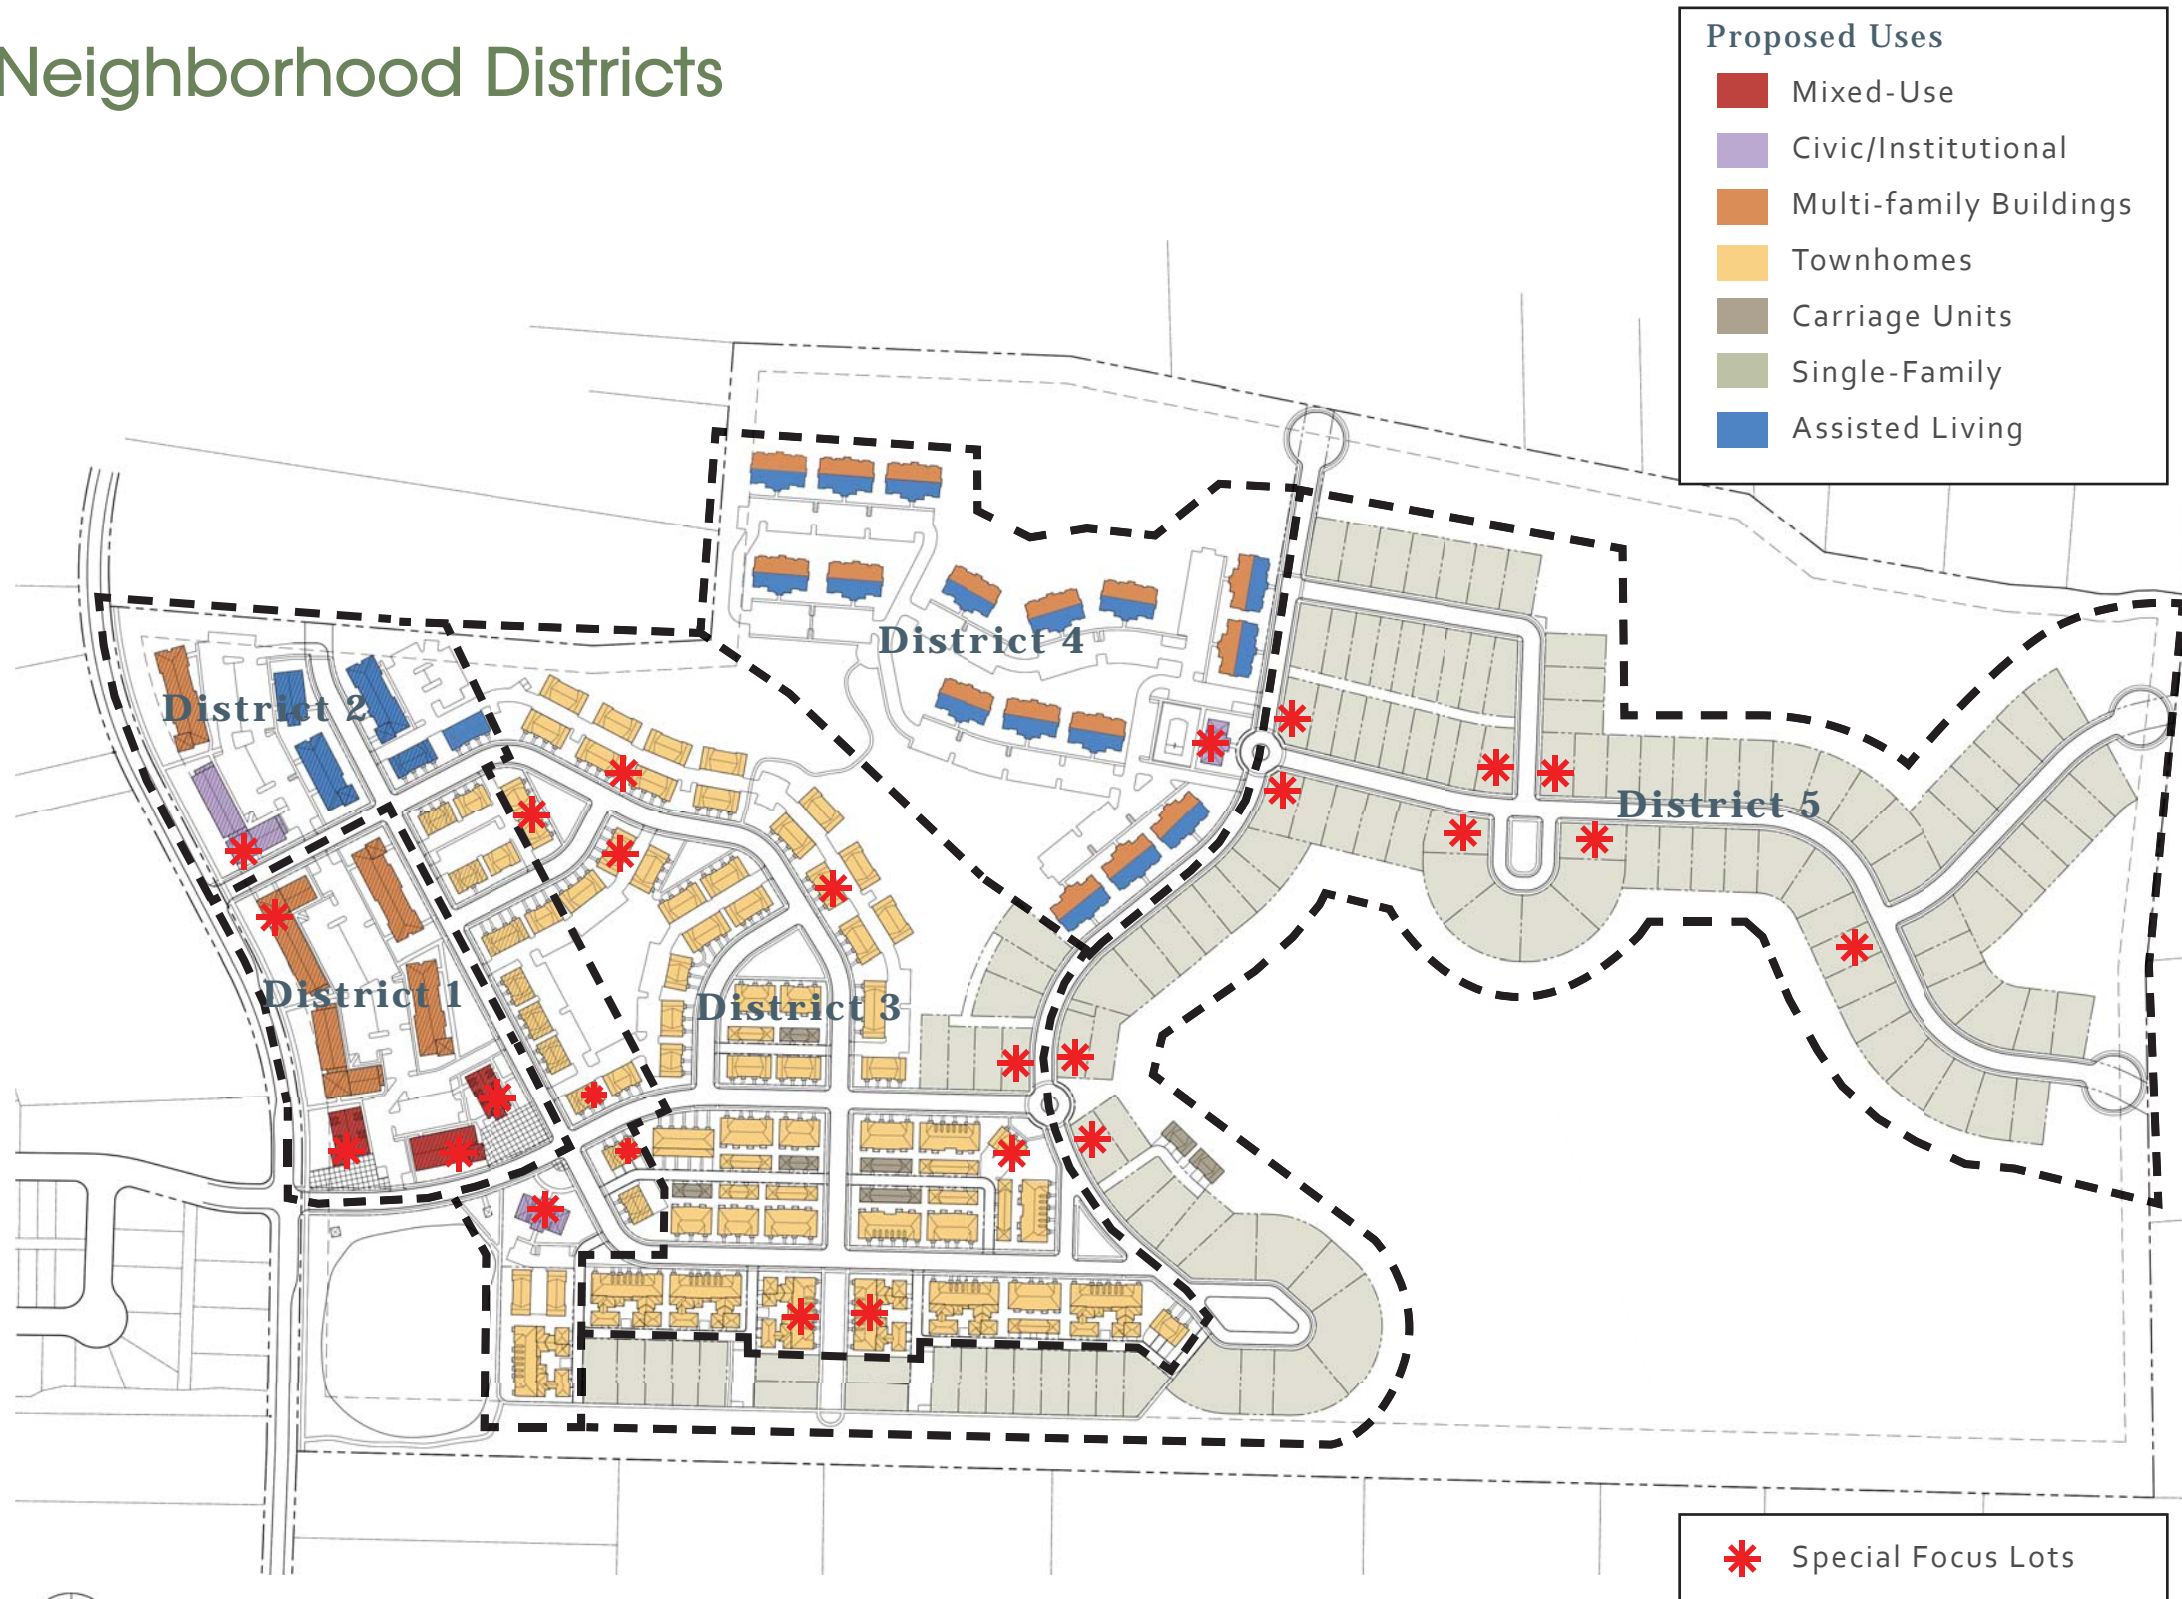 Neighborhood Districts
Proposed Uses
Mixed-Use
Civic/Institutional
Multi-family Buildings
Townhomes
Carriage Units
Single-Family
Assisted Living
District 4
District 2
District 5
District 1
District 3
Special Focus Lots